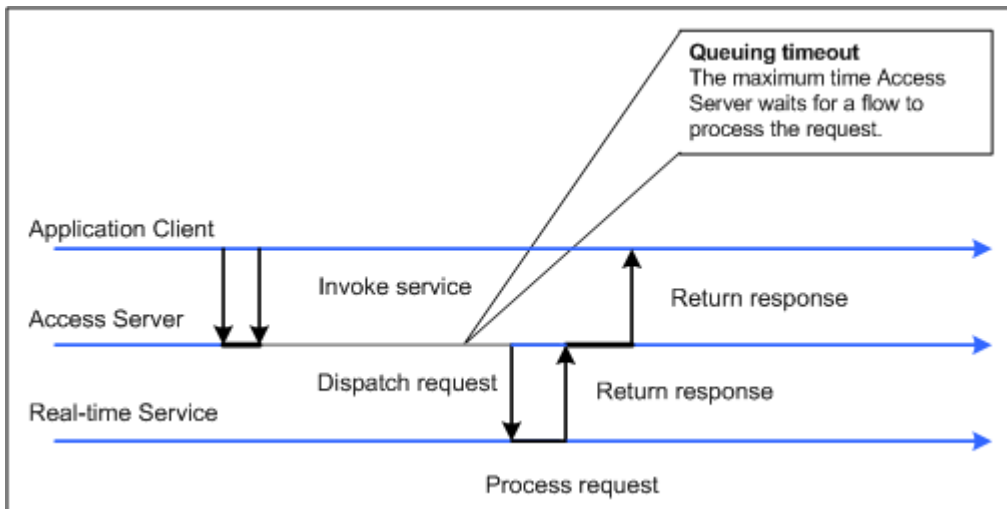 Queuing timeout
The maximum time Access
Server waits for a flow to
process the request.
Application Client
Invoke service
Return response
Access Server
Dispatch request
Return response
Real-time Service
Process request